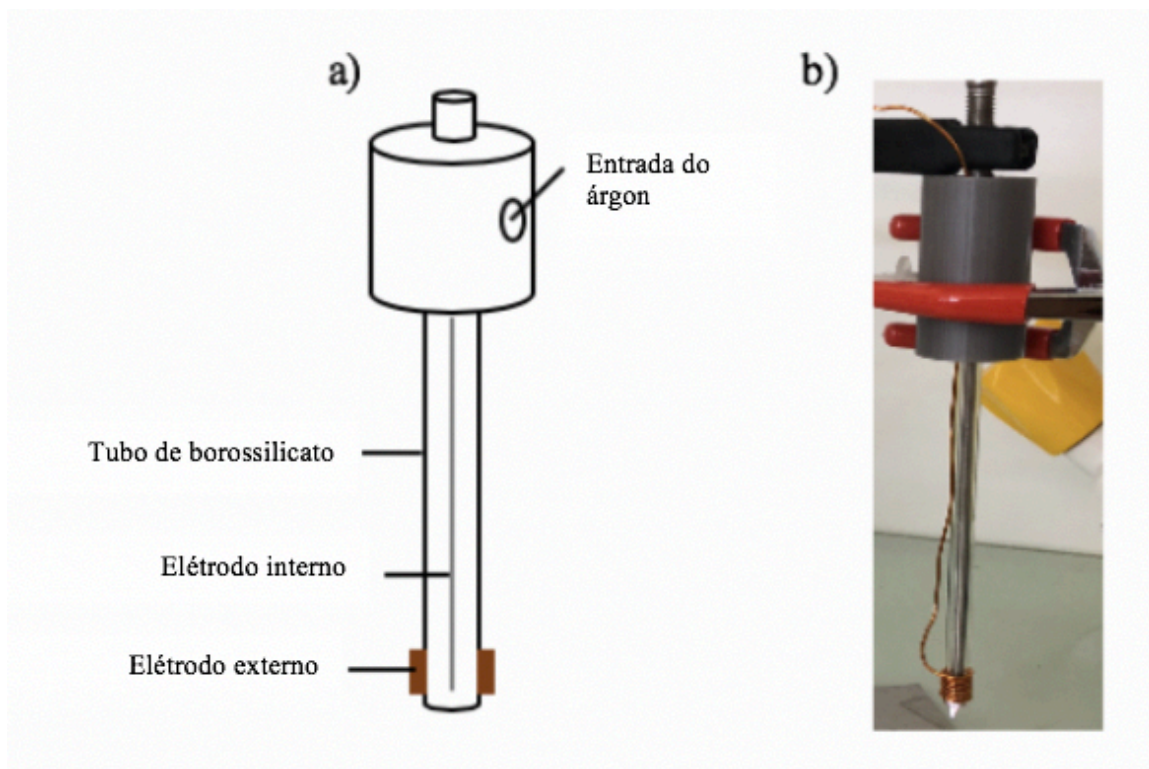 a)
b)
Entrada do
árgon
Tubo de borossilicato
Elétrodo interno
Elétrodo externo